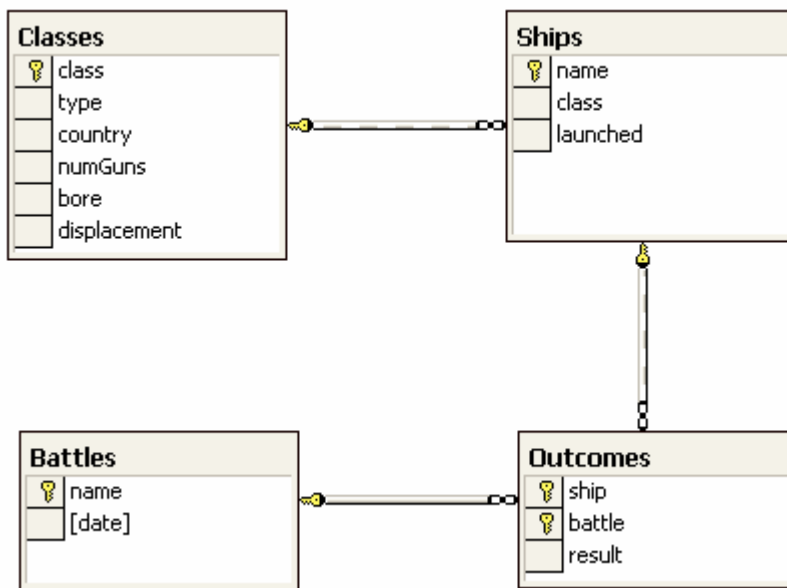 Classes
class
type
country
numGuns
bore
displacement
Ships
name
class
launched
Battles
name
[date]
Outcomes
ship
battle
result